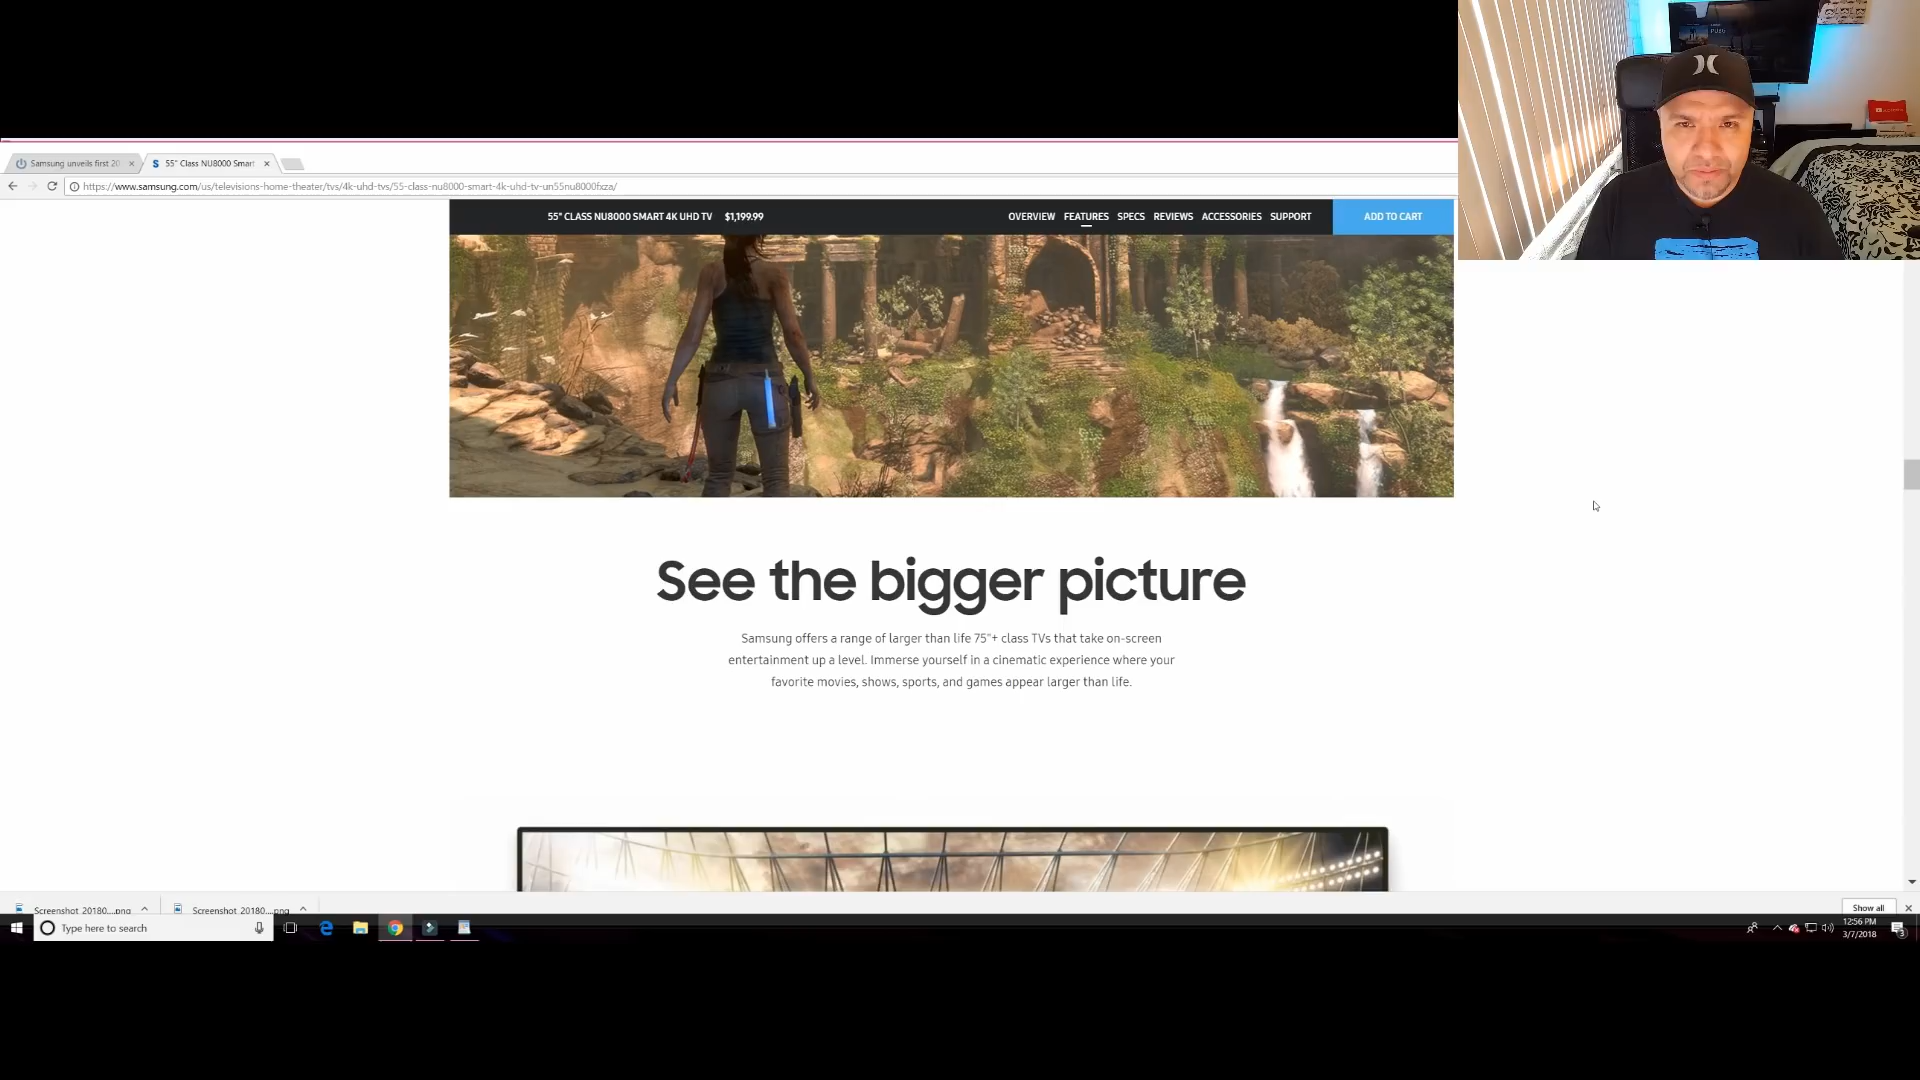 Samsung unveils first 20
55" Class NU8000 Smart
https://www.samsung.com/us/televisions-home-theater/tvs/4k-uhd-tvs/55-class-nu8000-smart-4k-uhd-tv-un55nu8000fxza/
55" CLASS NU8000 SMART 4K UHD TV $1,199.99 OVERVIEW FEATURES SPECS REVIEWS ACCESSORIES SUPPORT ADD TO CART
See the bigger picture
Samsung offers a range of larger than life 75"+ class TVs that take on-screen
entertainment up a level. Immerse yourself in a cinematic experience where your
favorite movies, shows, sports, and games appear larger than life.
Screenshot_20180....png
Screenshot_20180....png
Show all
Type here to search
12:56 PM
3/7/2018
3